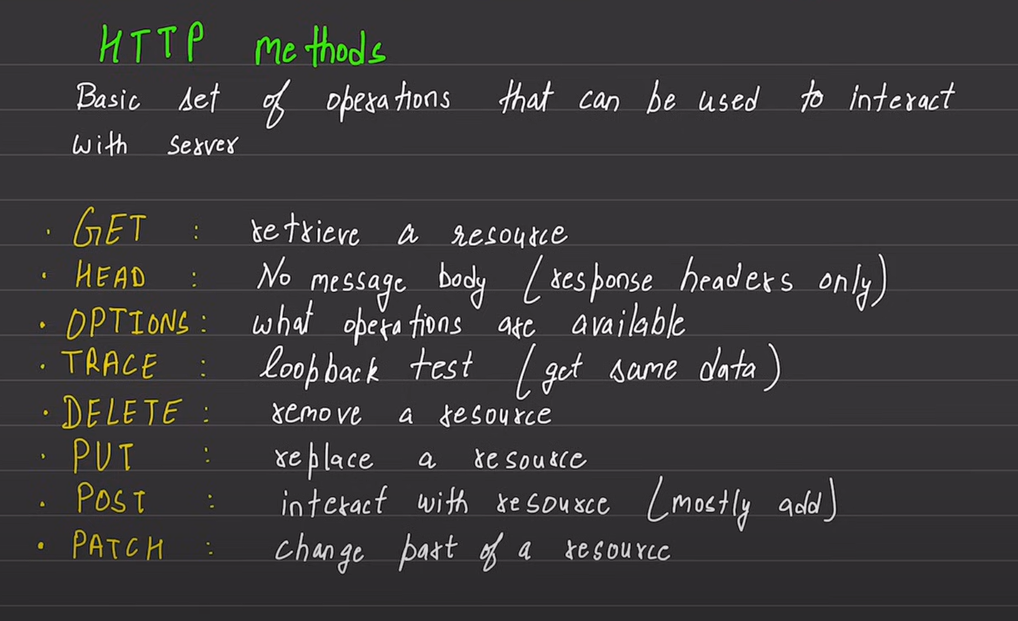 HTTP methods
Basic set of operations that can be used to interact
with server
· GET : retrieve a resource
· HEAD : No message body (response headers only)
· OPTIONS : what operations are available
· TRACE : loopback test (get same data)
· DELETE : remove a resource
· PUT : replace a resource
· POST : interact with resource (mostly add)
· PATCH : change part of a resource